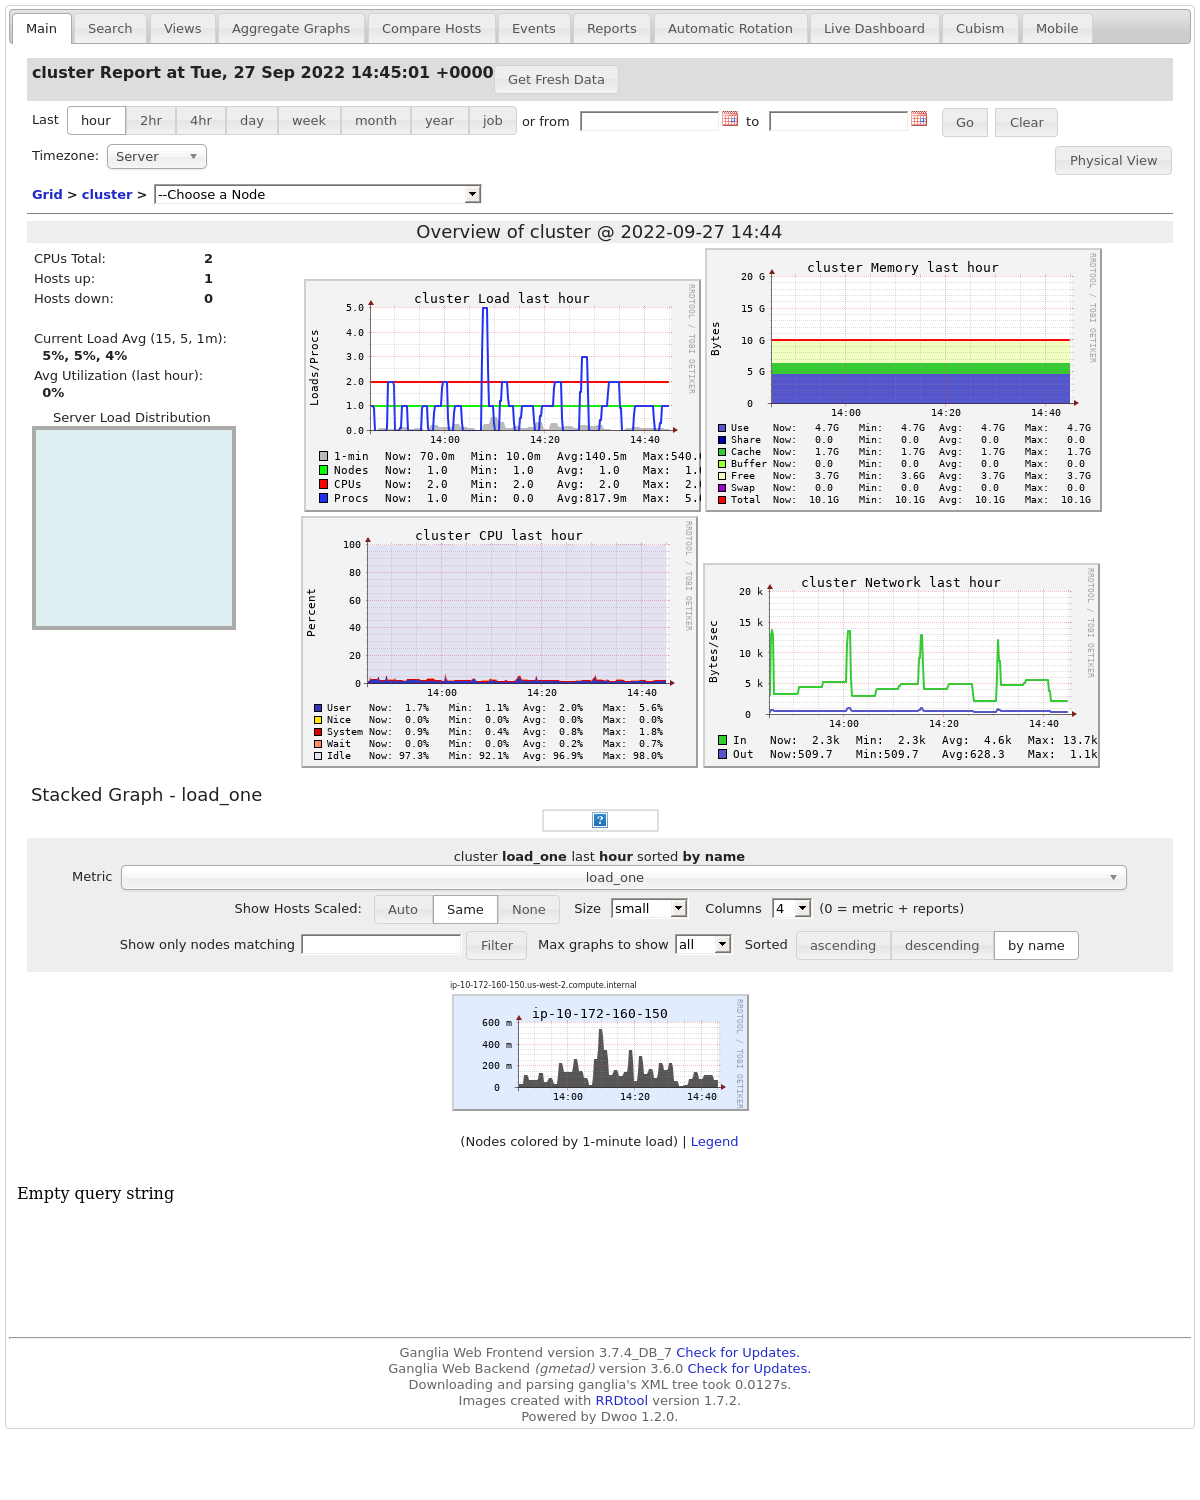 Main Search Views Aggregate Graphs Compare Hosts Events Reports Automatic Rotation Live Dashboard Cubism Mobile
cluster Report at Tue, 27 Sep 2022 14:45:01 +0000 Get Fresh Data
Last hour 2hr 4hr day week month year job or from to Go Clear
Timezone: Server Physical View
Grid > cluster > --Choose a Node
Overview of cluster @ 2022-09-27 14:44
CPUs Total: 2
Hosts up: 1
Hosts down: 0
Current Load Avg (15, 5, 1m):
5%, 5%, 4%
Avg Utilization (last hour):
0%
Server Load Distribution
cluster Load last hour
RRDTOOL / TOBI OETIKER
Loads/Procs
5.0
4.0
3.0
2.0
1.0
0.0
14:00 14:20 14:40
1-min Now: 70.0m Min: 10.0m Avg:140.5m Max:540.
Nodes Now: 1.0 Min: 1.0 Avg: 1.0 Max: 1.
CPUs Now: 2.0 Min: 2.0 Avg: 2.0 Max: 2.
Procs Now: 1.0 Min: 0.0 Avg:817.9m Max: 5.
cluster Memory last hour
RRDTOOL / TOBI OETIKER
Bytes
20 G
15 G
10 G
5 G
0
14:00 14:20 14:40
Use Now: 4.7G Min: 4.7G Avg: 4.7G Max: 4.7G
Share Now: 0.0 Min: 0.0 Avg: 0.0 Max: 0.0
Cache Now: 1.7G Min: 1.7G Avg: 1.7G Max: 1.7G
Buffer Now: 0.0 Min: 0.0 Avg: 0.0 Max: 0.0
Free Now: 3.7G Min: 3.6G Avg: 3.7G Max: 3.7G
Swap Now: 0.0 Min: 0.0 Avg: 0.0 Max: 0.0
Total Now: 10.1G Min: 10.1G Avg: 10.1G Max: 10.1G
cluster CPU last hour
RRDTOOL / TOBI OETIKER
Percent
100
80
60
40
20
0
14:00 14:20 14:40
User Now: 1.7% Min: 1.1% Avg: 2.0% Max: 5.6%
Nice Now: 0.0% Min: 0.0% Avg: 0.0% Max: 0.0%
System Now: 0.9% Min: 0.4% Avg: 0.8% Max: 1.8%
Wait Now: 0.0% Min: 0.0% Avg: 0.2% Max: 0.7%
Idle Now: 97.3% Min: 92.1% Avg: 96.9% Max: 98.0%
cluster Network last hour
RRDTOOL / TOBI OETIKER
Bytes/sec
20 k
15 k
10 k
5 k
0
14:00 14:20 14:40
In Now: 2.3k Min: 2.3k Avg: 4.6k Max: 13.7k
Out Now:509.7 Min:509.7 Avg:628.3 Max: 1.1k
Stacked Graph - load_one
?
cluster load_one last hour sorted by name
Metric load_one
Show Hosts Scaled: Auto Same None Size small Columns 4 (0 = metric + reports)
Show only nodes matching Filter Max graphs to show all Sorted ascending descending by name
ip-10-172-160-150.us-west-2.compute.internal
ip-10-172-160-150
RRDTOOL / TOBI OETIKER
600 m
400 m
200 m
0
14:00 14:20 14:40
(Nodes colored by 1-minute load) | Legend
Empty query string
Ganglia Web Frontend version 3.7.4_DB_7 Check for Updates.
Ganglia Web Backend (gmetad) version 3.6.0 Check for Updates.
Downloading and parsing ganglia's XML tree took 0.0127s.
Images created with RRDtool version 1.7.2.
Powered by Dwoo 1.2.0.